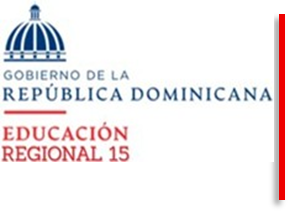 GOBIERNO DE LA
REPÚBLICA DOMINICANA
EDUCACIÓN
REGIONAL 15